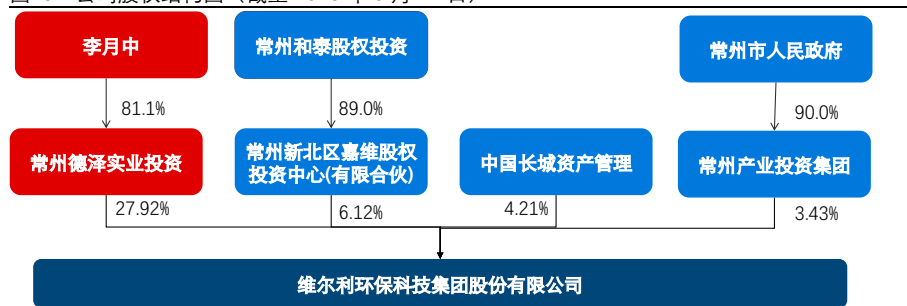 李月中
常州和泰股权投资
常州市人民政府
81.1%
89.0%
90.0%
常州德泽实业投资
常州新北区嘉维股权
投资中心(有限合伙)
中国长城资产管理
常州产业投资集团
27.92%
6.12%
4.21%
3.43%
维尔利环保科技集团股份有限公司